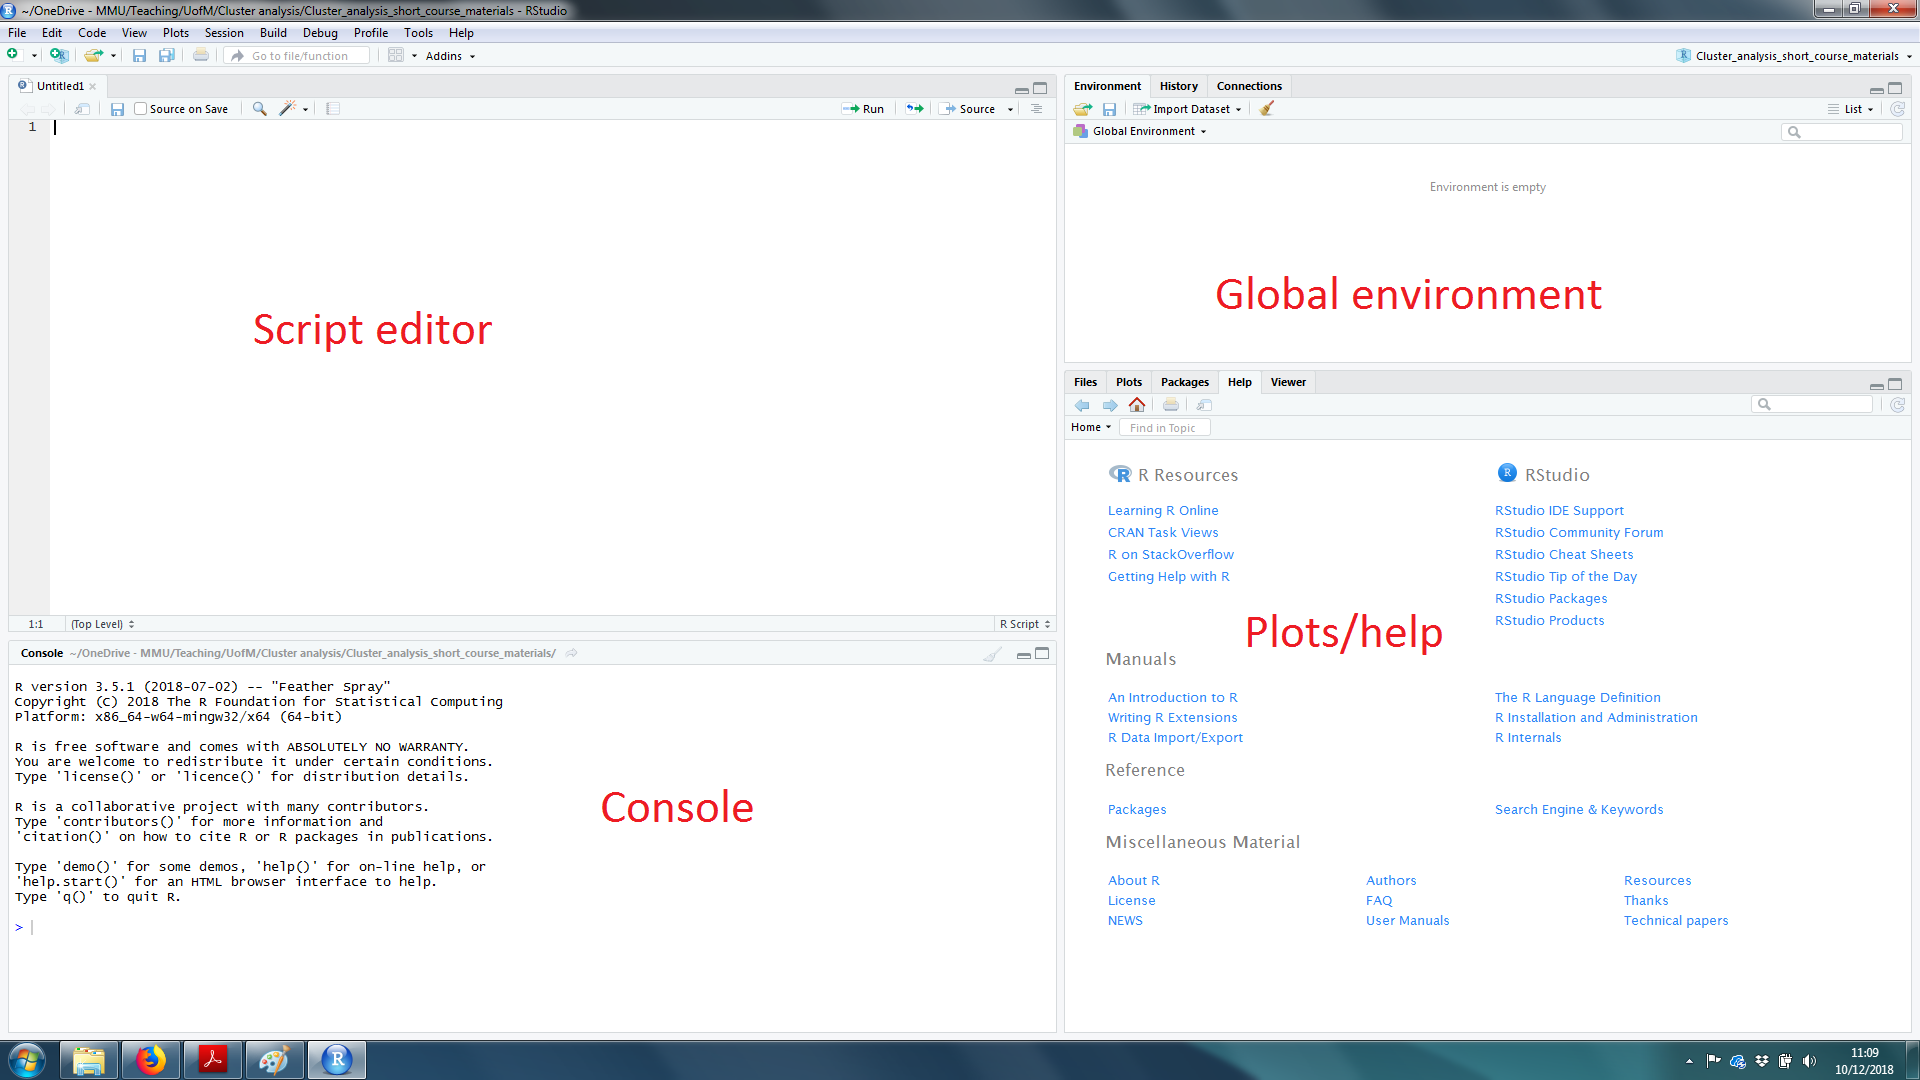 ~/OneDrive - MMU/Teaching/UofM/Cluster analysis/Cluster_analysis_short_course_materials - RStudio
File Edit Code View Plots Session Build Debug Profile Tools Help
Go to file/function Addins
Cluster_analysis_short_course_materials
Untitled1
Source on Save Run Source
1
Script editor
1:1 (Top Level) R Script
Console ~/OneDrive - MMU/Teaching/UofM/Cluster analysis/Cluster_analysis_short_course_materials/
R version 3.5.1 (2018-07-02) -- "Feather Spray"
Copyright (C) 2018 The R Foundation for Statistical Computing
Platform: x86_64-w64-mingw32/x64 (64-bit)
R is free software and comes with ABSOLUTELY NO WARRANTY.
You are welcome to redistribute it under certain conditions.
Type 'license()' or 'licence()' for distribution details.
R is a collaborative project with many contributors.
Type 'contributors()' for more information and
'citation()' on how to cite R or R packages in publications.
Type 'demo()' for some demos, 'help()' for on-line help, or
'help.start()' for an HTML browser interface to help.
Type 'q()' to quit R.
>
Console
Environment History Connections
Import Dataset List
Global Environment
Environment is empty
Global environment
Files Plots Packages Help Viewer
Home Find in Topic
R Resources
Learning R Online
CRAN Task Views
R on StackOverflow
Getting Help with R
RStudio
RStudio IDE Support
RStudio Community Forum
RStudio Cheat Sheets
RStudio Tip of the Day
RStudio Packages
RStudio Products
Plots/help
Manuals
An Introduction to R The R Language Definition
Writing R Extensions R Installation and Administration
R Data Import/Export R Internals
Reference
Packages Search Engine & Keywords
Miscellaneous Material
About R Authors Resources
License FAQ Thanks
NEWS User Manuals Technical papers
11:09
10/12/2018